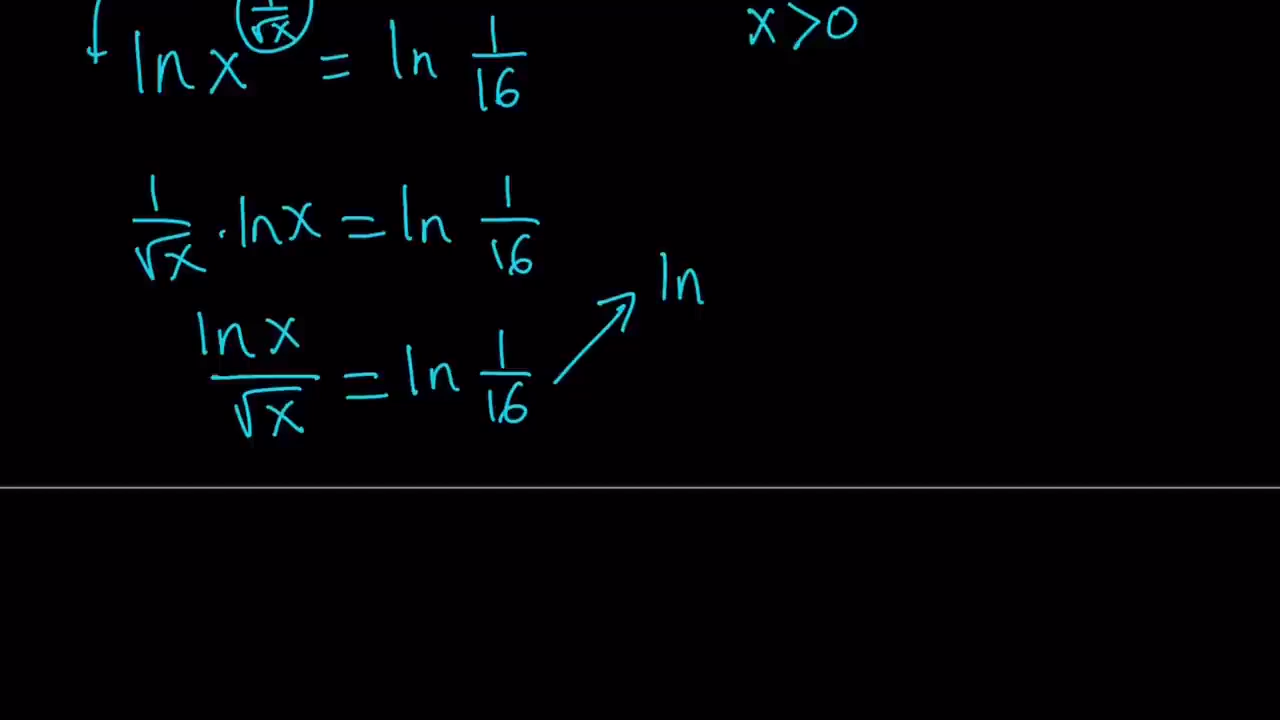 ln x^(1/√x) = ln 1/16
x > 0
1/√x · ln x = ln 1/16
ln
ln x/√x = ln 1/16